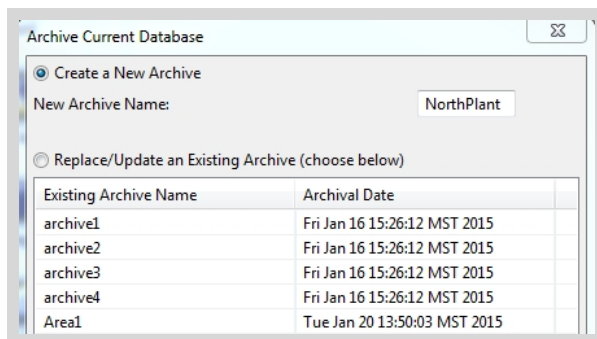 Archive Current Database
Create a New Archive
New Archive Name: NorthPlant
Replace/Update an Existing Archive (choose below)
Existing Archive Name Archival Date
archive1 Fri Jan 16 15:26:12 MST 2015
archive2 Fri Jan 16 15:26:12 MST 2015
archive3 Fri Jan 16 15:26:12 MST 2015
archive4 Fri Jan 16 15:26:12 MST 2015
Area1 Tue Jan 20 13:50:03 MST 2015